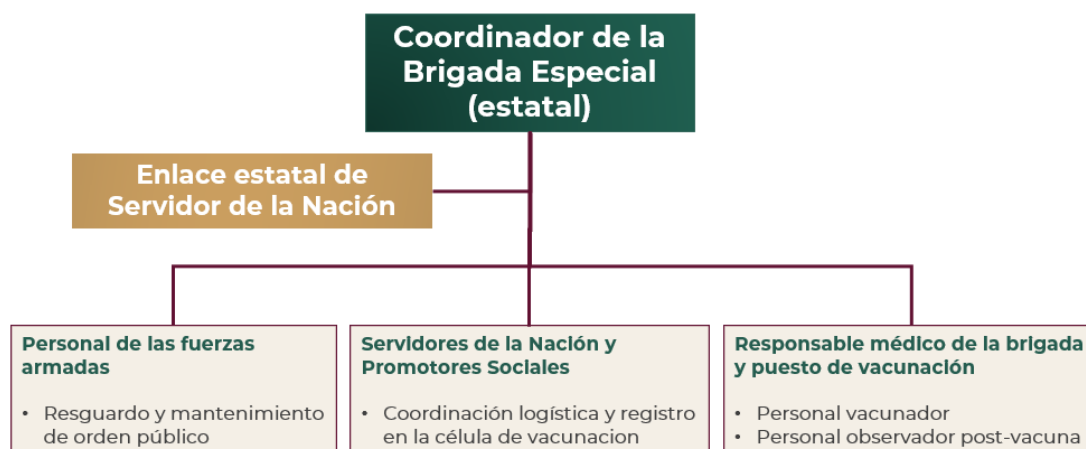 Coordinador de la
Brigada Especial
(estatal)
Enlace estatal de
Servidor de la Nación
Personal de las fuerzas
armadas
• Resguardo y mantenimiento
de orden público
Servidores de la Nación y
Promotores Sociales
• Coordinación logística y registro
en la célula de vacunacion
Responsable médico de la brigada
y puesto de vacunación
• Personal vacunador
• Personal observador post-vacuna